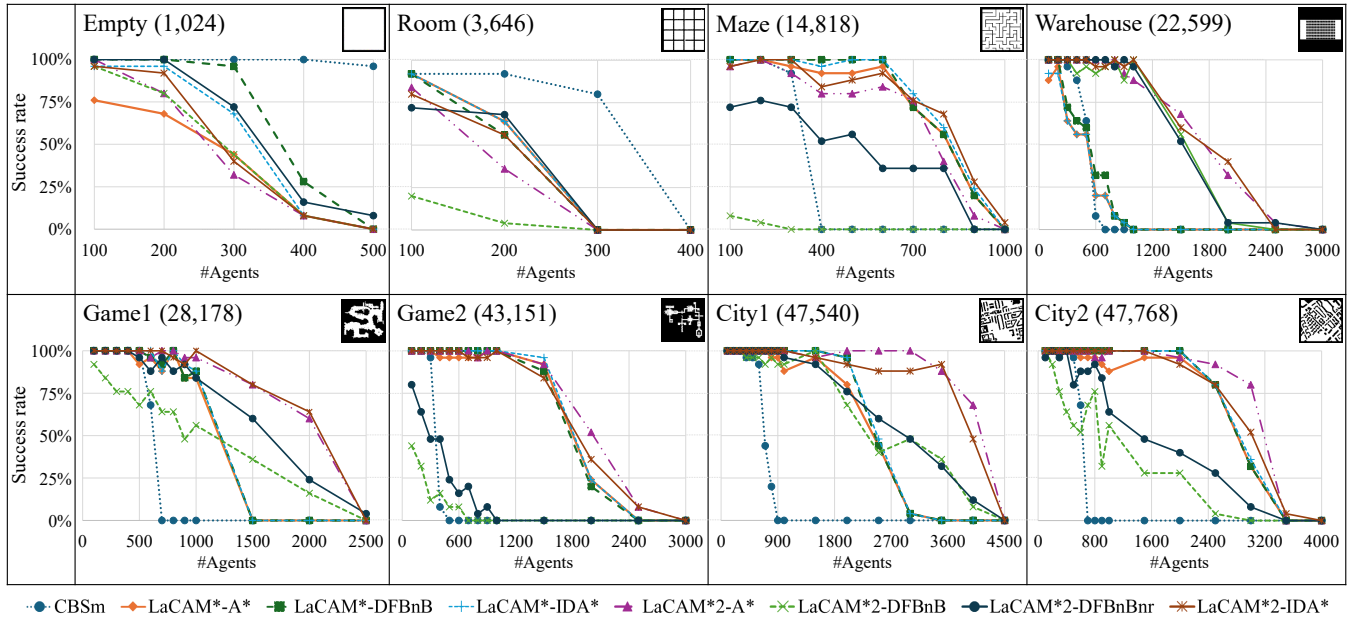 Empty (1,024)
Room (3,646)
Maze (14,818)
Warehouse (22,599)
Success rate
100%
75%
50%
25%
0%
100 200 300 400 500
#Agents
100 200 300 400
#Agents
100 400 700 1000
#Agents
0 600 1200 1800 2400 3000
#Agents
Game1 (28,178)
Game2 (43,151)
City1 (47,540)
City2 (47,768)
Success rate
100%
75%
50%
25%
0%
0 500 1000 1500 2000 2500
#Agents
0 600 1200 1800 2400 3000
#Agents
0 900 1800 2700 3600 4500
#Agents
0 800 1600 2400 3200 4000
#Agents
CBSm LaCAM*-A* LaCAM*-DFBnB LaCAM*-IDA* LaCAM*2-A* LaCAM*2-DFBnB LaCAM*2-DFBnBnr LaCAM*2-IDA*